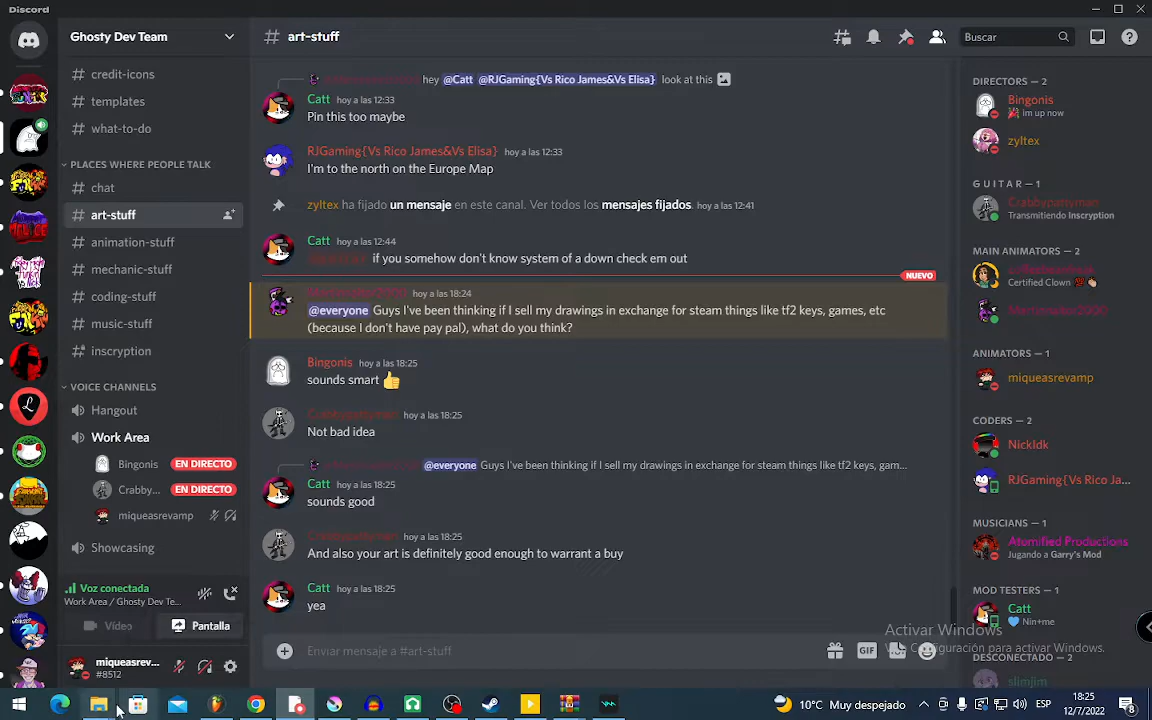 Discord
Ghosty Dev Team
# art-stuff
Buscar
# credit-icons
# templates
# what-to-do
PLACES WHERE PEOPLE TALK
# chat
# art-stuff
# animation-stuff
# mechanic-stuff
# coding-stuff
# music-stuff
# inscryption
VOICE CHANNELS
Hangout
Work Area
Bingonis EN DIRECTO
Crabby... EN DIRECTO
miqueasrevamp
Showcasing
Voz conectada
Work Area / Ghosty Dev Te...
Video
Pantalla
miqueasrev...
#8512
hey @Catt @RJGaming{Vs Rico James&Vs Elisa} look at this
Catt hoy a las 12:33
Pin this too maybe
RJGaming{Vs Rico James&Vs Elisa} hoy a las 12:33
I'm to the north on the Europe Map
zyltex ha fijado un mensaje en este canal. Ver todos los mensajes fijados. hoy a las 12:41
Catt hoy a las 12:44
if you somehow don't know system of a down check em out
NUEVO
hoy a las 18:24
@everyone Guys I've been thinking if I sell my drawings in exchange for steam things like tf2 keys, games, etc
(because I don't have pay pal), what do you think?
Bingonis hoy a las 18:25
sounds smart 👍
Crabbypattyman hoy a las 18:25
Not bad idea
@everyone Guys I've been thinking if I sell my drawings in exchange for steam things like tf2 keys, gam...
Catt hoy a las 18:25
sounds good
Crabbypattyman hoy a las 18:25
And also your art is definitely good enough to warrant a buy
Catt hoy a las 18:25
yea
Enviar mensaje a #art-stuff
GIF
DIRECTORS — 2
Bingonis
🎉 im up now
zyltex
G U I T A R — 1
Crabbypattyman
Transmitiendo Inscryption
MAIN ANIMATORS — 2
Certified Clown 💯
ANIMATORS — 1
miqueasrevamp
CODERS — 2
NickIdk
RJGaming{Vs Rico Ja...
MUSICIANS — 1
Atomified Productions
Jugando a Garry's Mod
MOD TESTERS — 1
Catt
💙 Nin+me
DESCONECTADO — 2
slimjim
Activar Windows
Configuración para activar Windows.
10°C Muy despejado
ESP
18:25
12/7/2022
8